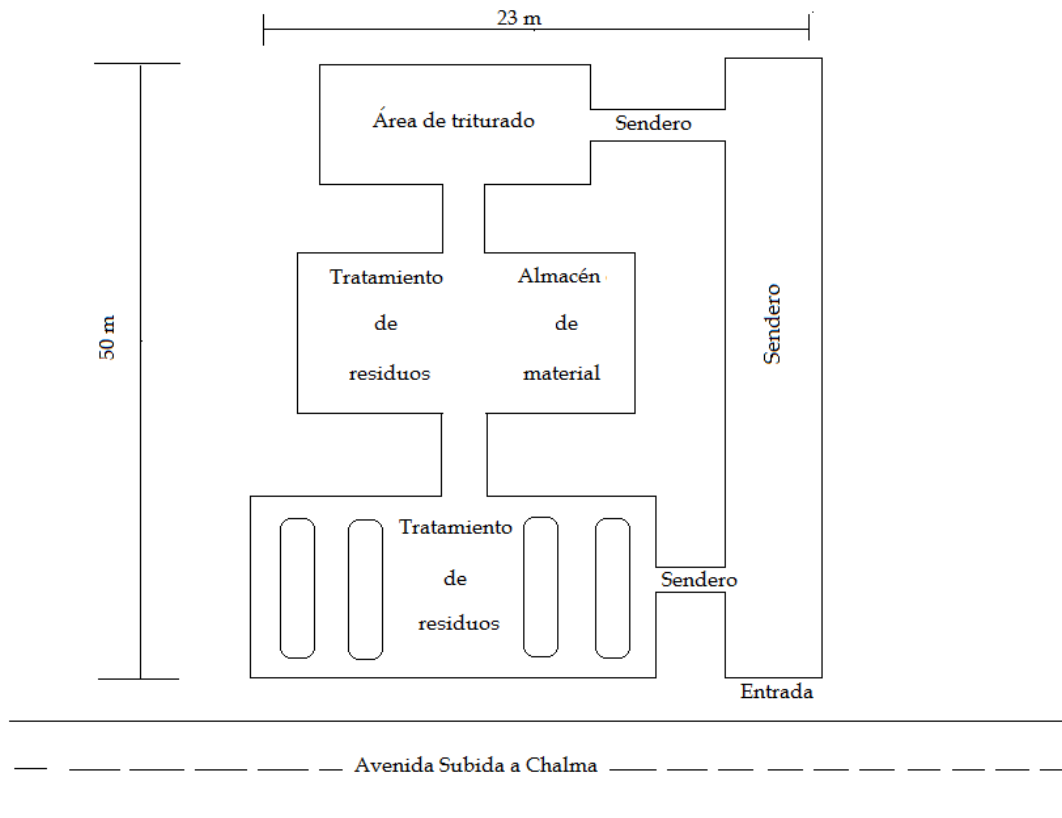 23 m
Área de triturado
Sendero
50 m
Tratamiento
de
residuos
Almacén
de
material
Sendero
Tratamiento
de
residuos
Sendero
Entrada
Avenida Subida a Chalma